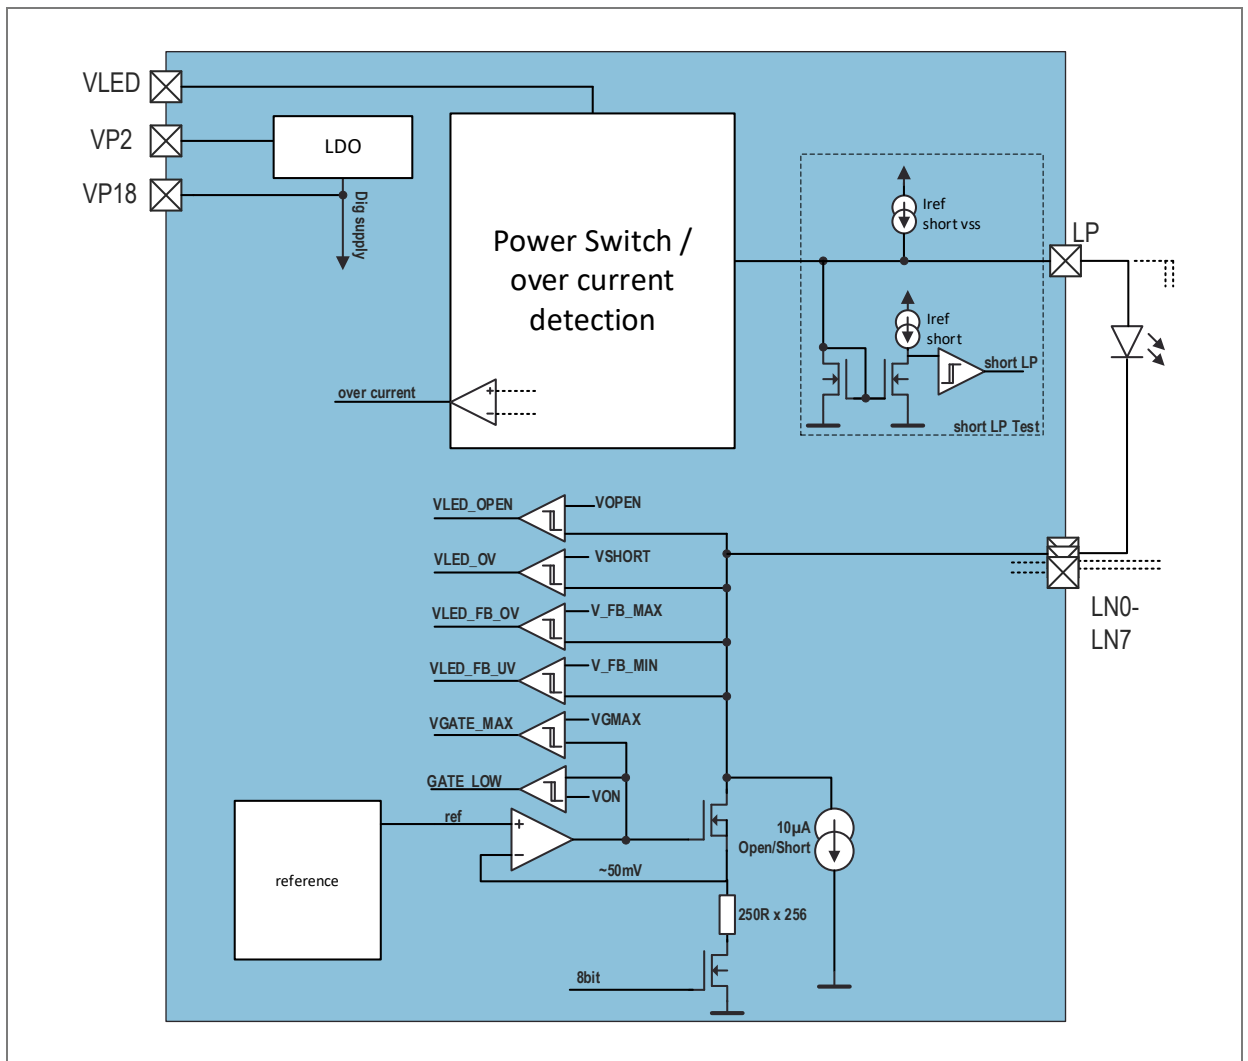 VLED
VP2
LDO
VP18
Dig supply
Power Switch /
over current
detection
over current
+
−
Iref
short vss
LP
Iref
short
short LP
short LP Test
VLED_OPEN
VOPEN
VLED_OV
VSHORT
VLED_FB_OV
V_FB_MAX
VLED_FB_UV
V_FB_MIN
LN0-
LN7
VGATE_MAX
VGMAX
GATE_LOW
VON
ref
+
−
10µA
Open/Short
~50mV
reference
250R x 256
8bit